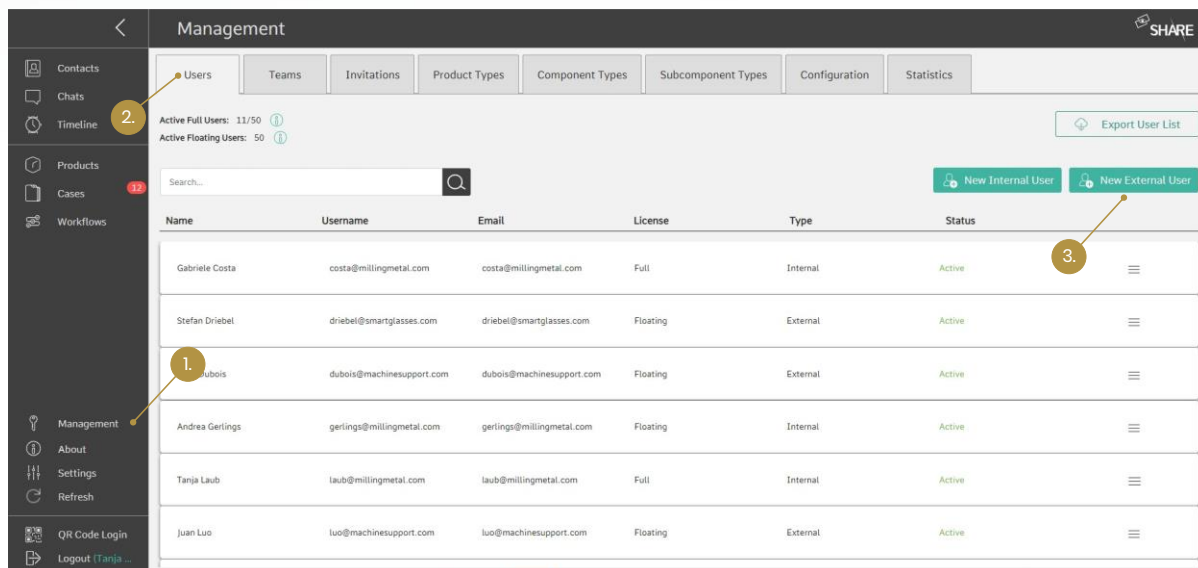 Management
SHARE
Contacts
Chats
Timeline
Products
Cases 12
Workflows
Management
About
Settings
Refresh
QR Code Login
Logout (Tanja ...
1.
2.
3.
Users Teams Invitations Product Types Component Types Subcomponent Types Configuration Statistics
Active Full Users: 11/50
Active Floating Users: 50
Export User List
Search...
New Internal User
New External User
Name Username Email License Type Status
Gabriele Costa costa@millingmetal.com costa@millingmetal.com Full Internal Active
Stefan Driebel driebel@smartglasses.com driebel@smartglasses.com Floating External Active
Dubois dubois@machinesupport.com dubois@machinesupport.com Floating External Active
Andrea Gerlings gerlings@millingmetal.com gerlings@millingmetal.com Floating Internal Active
Tanja Laub laub@millingmetal.com laub@millingmetal.com Full Internal Active
Juan Luo luo@machinesupport.com luo@machinesupport.com Floating External Active